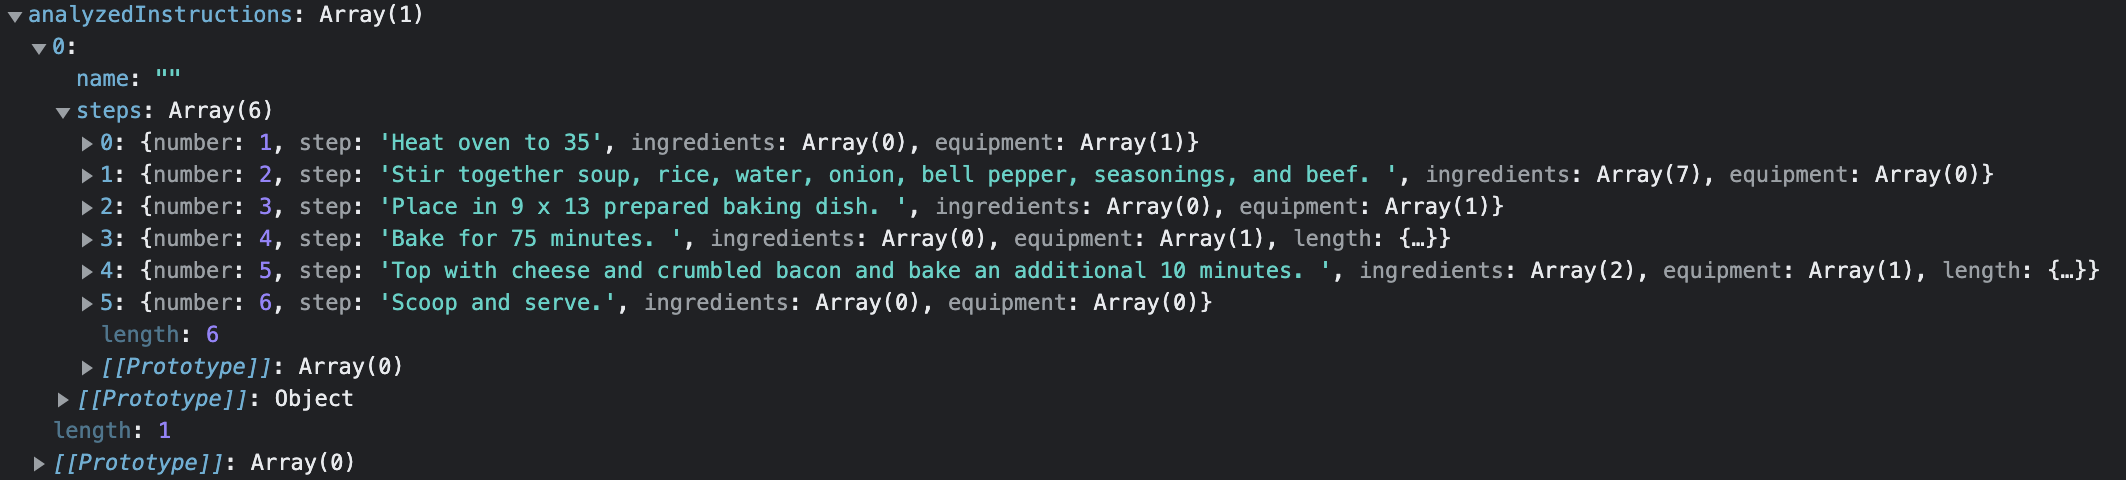 analyzedInstructions: Array(1)
0:
name: ""
steps: Array(6)
0: {number: 1, step: 'Heat oven to 35', ingredients: Array(0), equipment: Array(1)}
1: {number: 2, step: 'Stir together soup, rice, water, onion, bell pepper, seasonings, and beef. ', ingredients: Array(7), equipment: Array(0)}
2: {number: 3, step: 'Place in 9 x 13 prepared baking dish. ', ingredients: Array(0), equipment: Array(1)}
3: {number: 4, step: 'Bake for 75 minutes. ', ingredients: Array(0), equipment: Array(1), length: {…}}
4: {number: 5, step: 'Top with cheese and crumbled bacon and bake an additional 10 minutes. ', ingredients: Array(2), equipment: Array(1), length: {…}}
5: {number: 6, step: 'Scoop and serve.', ingredients: Array(0), equipment: Array(0)}
length: 6
[[Prototype]]: Array(0)
[[Prototype]]: Object
length: 1
[[Prototype]]: Array(0)